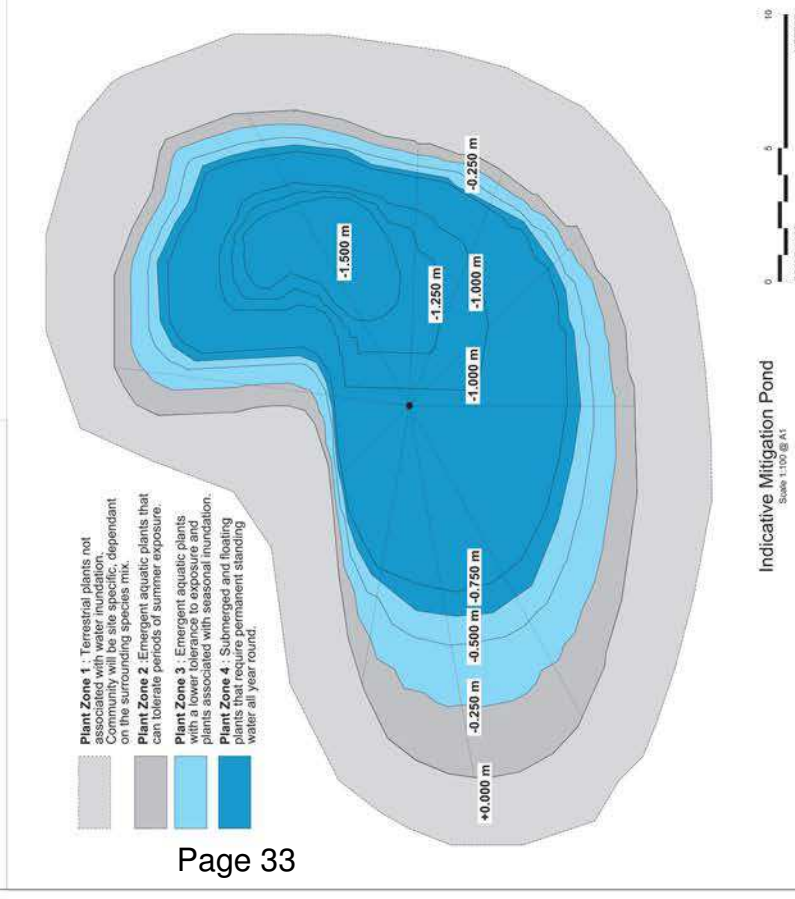 Plant Zone 1 : Terrestrial plants not
associated with water inundation.
Community will be site specific, dependant
on the surrounding species mix.
Plant Zone 2 :Emergent aquatic plants that
can tolerate periods of summer exposure.
Plant Zone 3 : Emergent aquatic plants
with a lower tolerance to exposure and
plants associated with seasonal inundation.
Plant Zone 4 : Submerged and floating
plants that require permanent standing
water all year round.
+0.000 m
-0.250 m
-0.500 m
-0.750 m
-1.000 m
-1.000 m
-1.250 m
-1.500 m
-0.250 m
Indicative Mitigation Pond
Scale 1:100 @ A1
0
5
10
Page 33